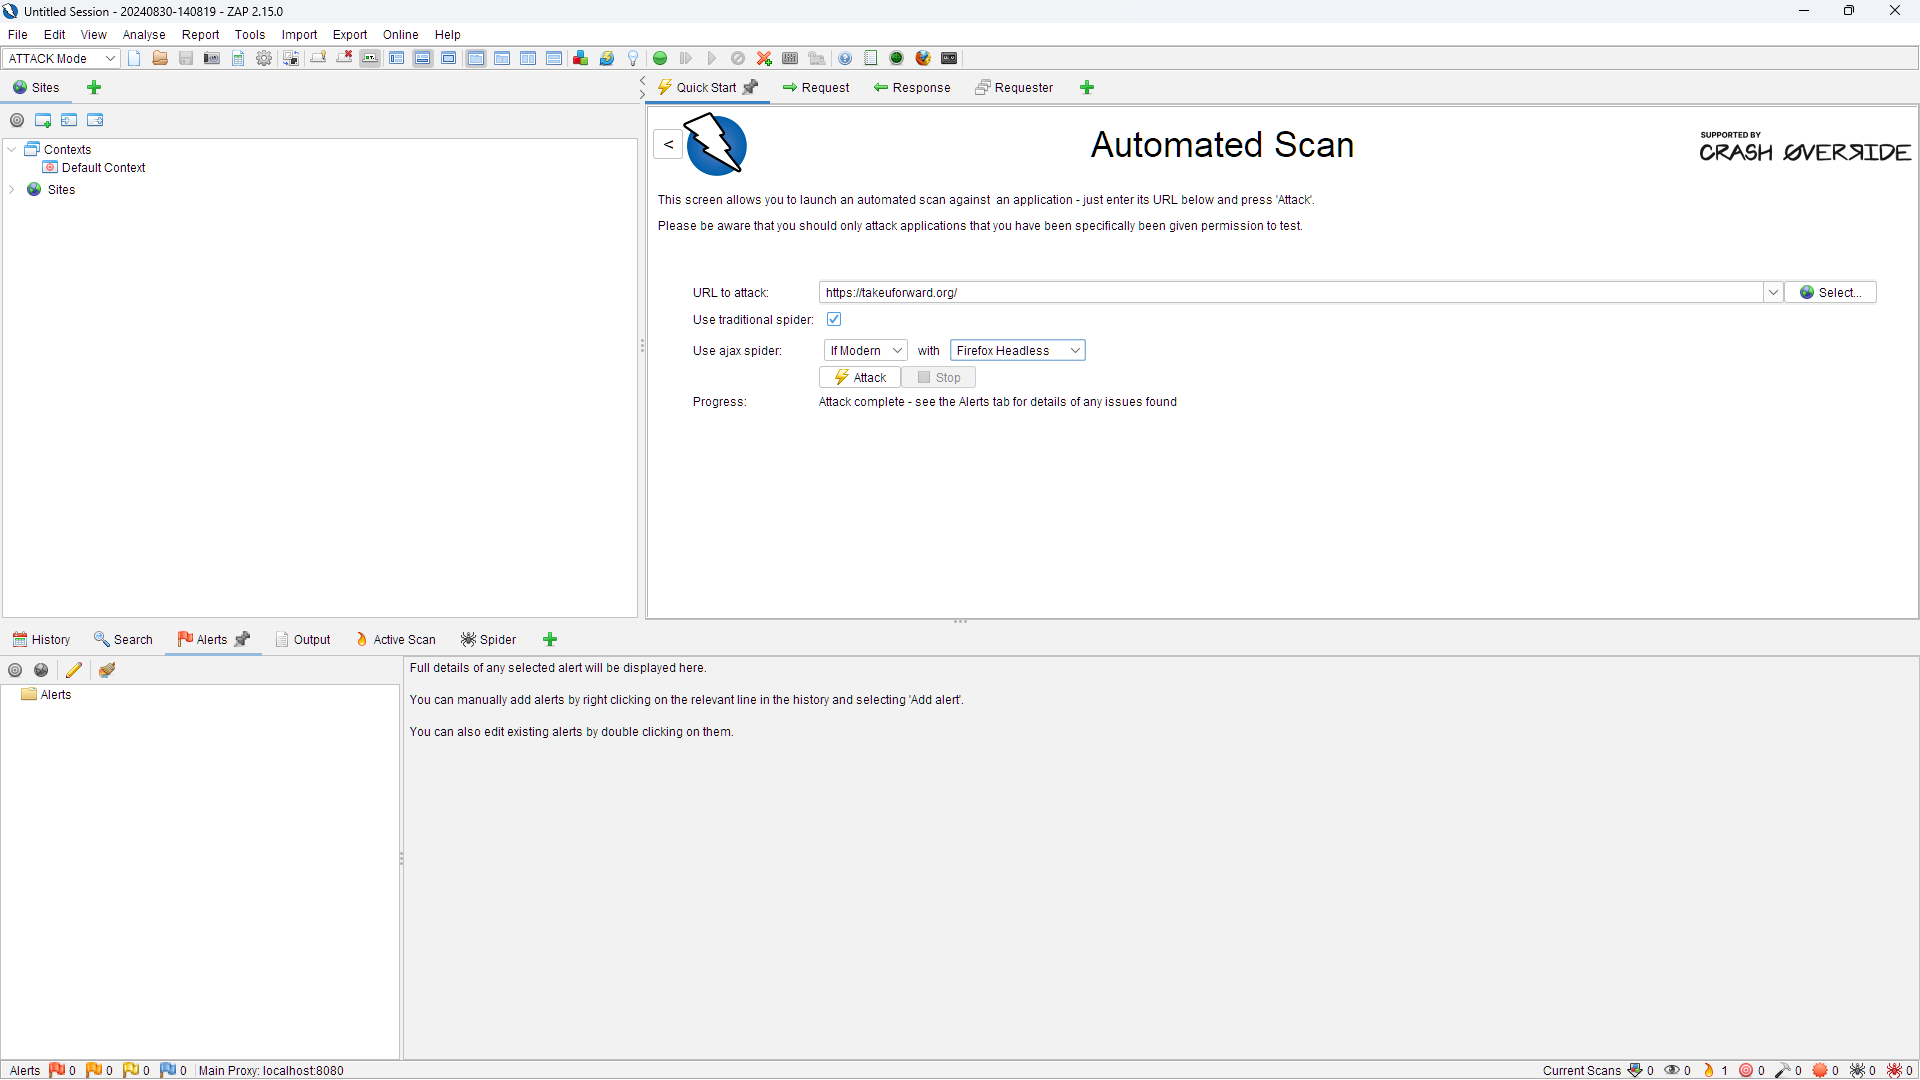 Untitled Session - 20240830-140819 - ZAP 2.15.0
File Edit View Analyse Report Tools Import Export Online Help
ATTACK Mode
Sites
Quick Start Request Response Requester
Contexts
Default Context
Sites
<
Automated Scan
SUPPORTED BY
CRASH ØVERRIDE
This screen allows you to launch an automated scan against  an application - just enter its URL below and press 'Attack'.
Please be aware that you should only attack applications that you have been specifically been given permission to test.
URL to attack: https://takeuforward.org/ Select...
Use traditional spider:
Use ajax spider: If Modern with Firefox Headless
Attack Stop
Progress: Attack complete - see the Alerts tab for details of any issues found
History Search Alerts Output Active Scan Spider
Alerts
Full details of any selected alert will be displayed here.
You can manually add alerts by right clicking on the relevant line in the history and selecting 'Add alert'.
You can also edit existing alerts by double clicking on them.
Alerts 0 0 0 0 Main Proxy: localhost:8080
Current Scans 0 0 1 0 0 0 0 0